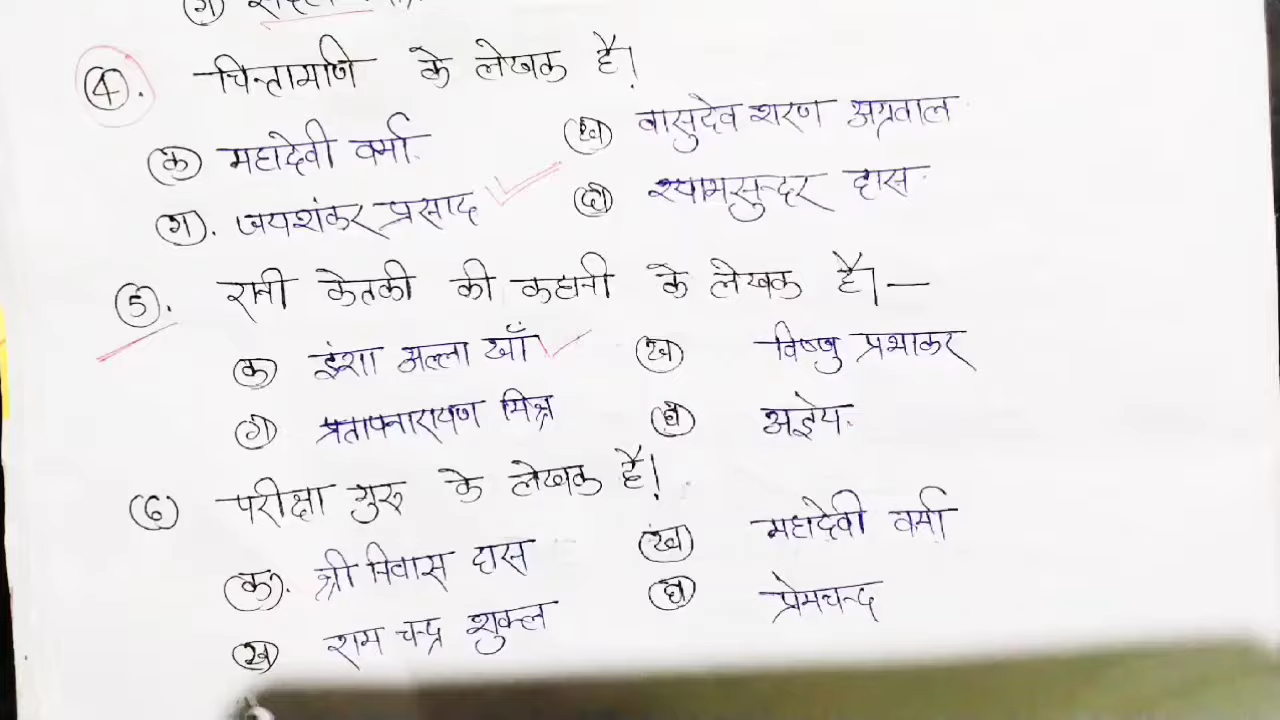 (ग)
(4). चिन्तामणि के लेखक है।
(क) महादेवी वर्मा. (ख) वासुदेव शरण अग्रवाल.
(ग). जयशंकर प्रसाद (घ) श्यामसुन्दर दास.
(5). रानी केतकी की कहानी के लेखक है।—
(क) इंशा अल्ला खाँ (ख) विष्णु प्रभाकर
(ग) प्रतापनारायण मिश्र (घ) अज्ञेय.
(6) परीक्षा गुरु के लेखक है।
(क). श्री निवास दास (ख) महादेवी वर्मा
(ख) राम चन्द्र शुक्ल (घ) प्रेमचन्द